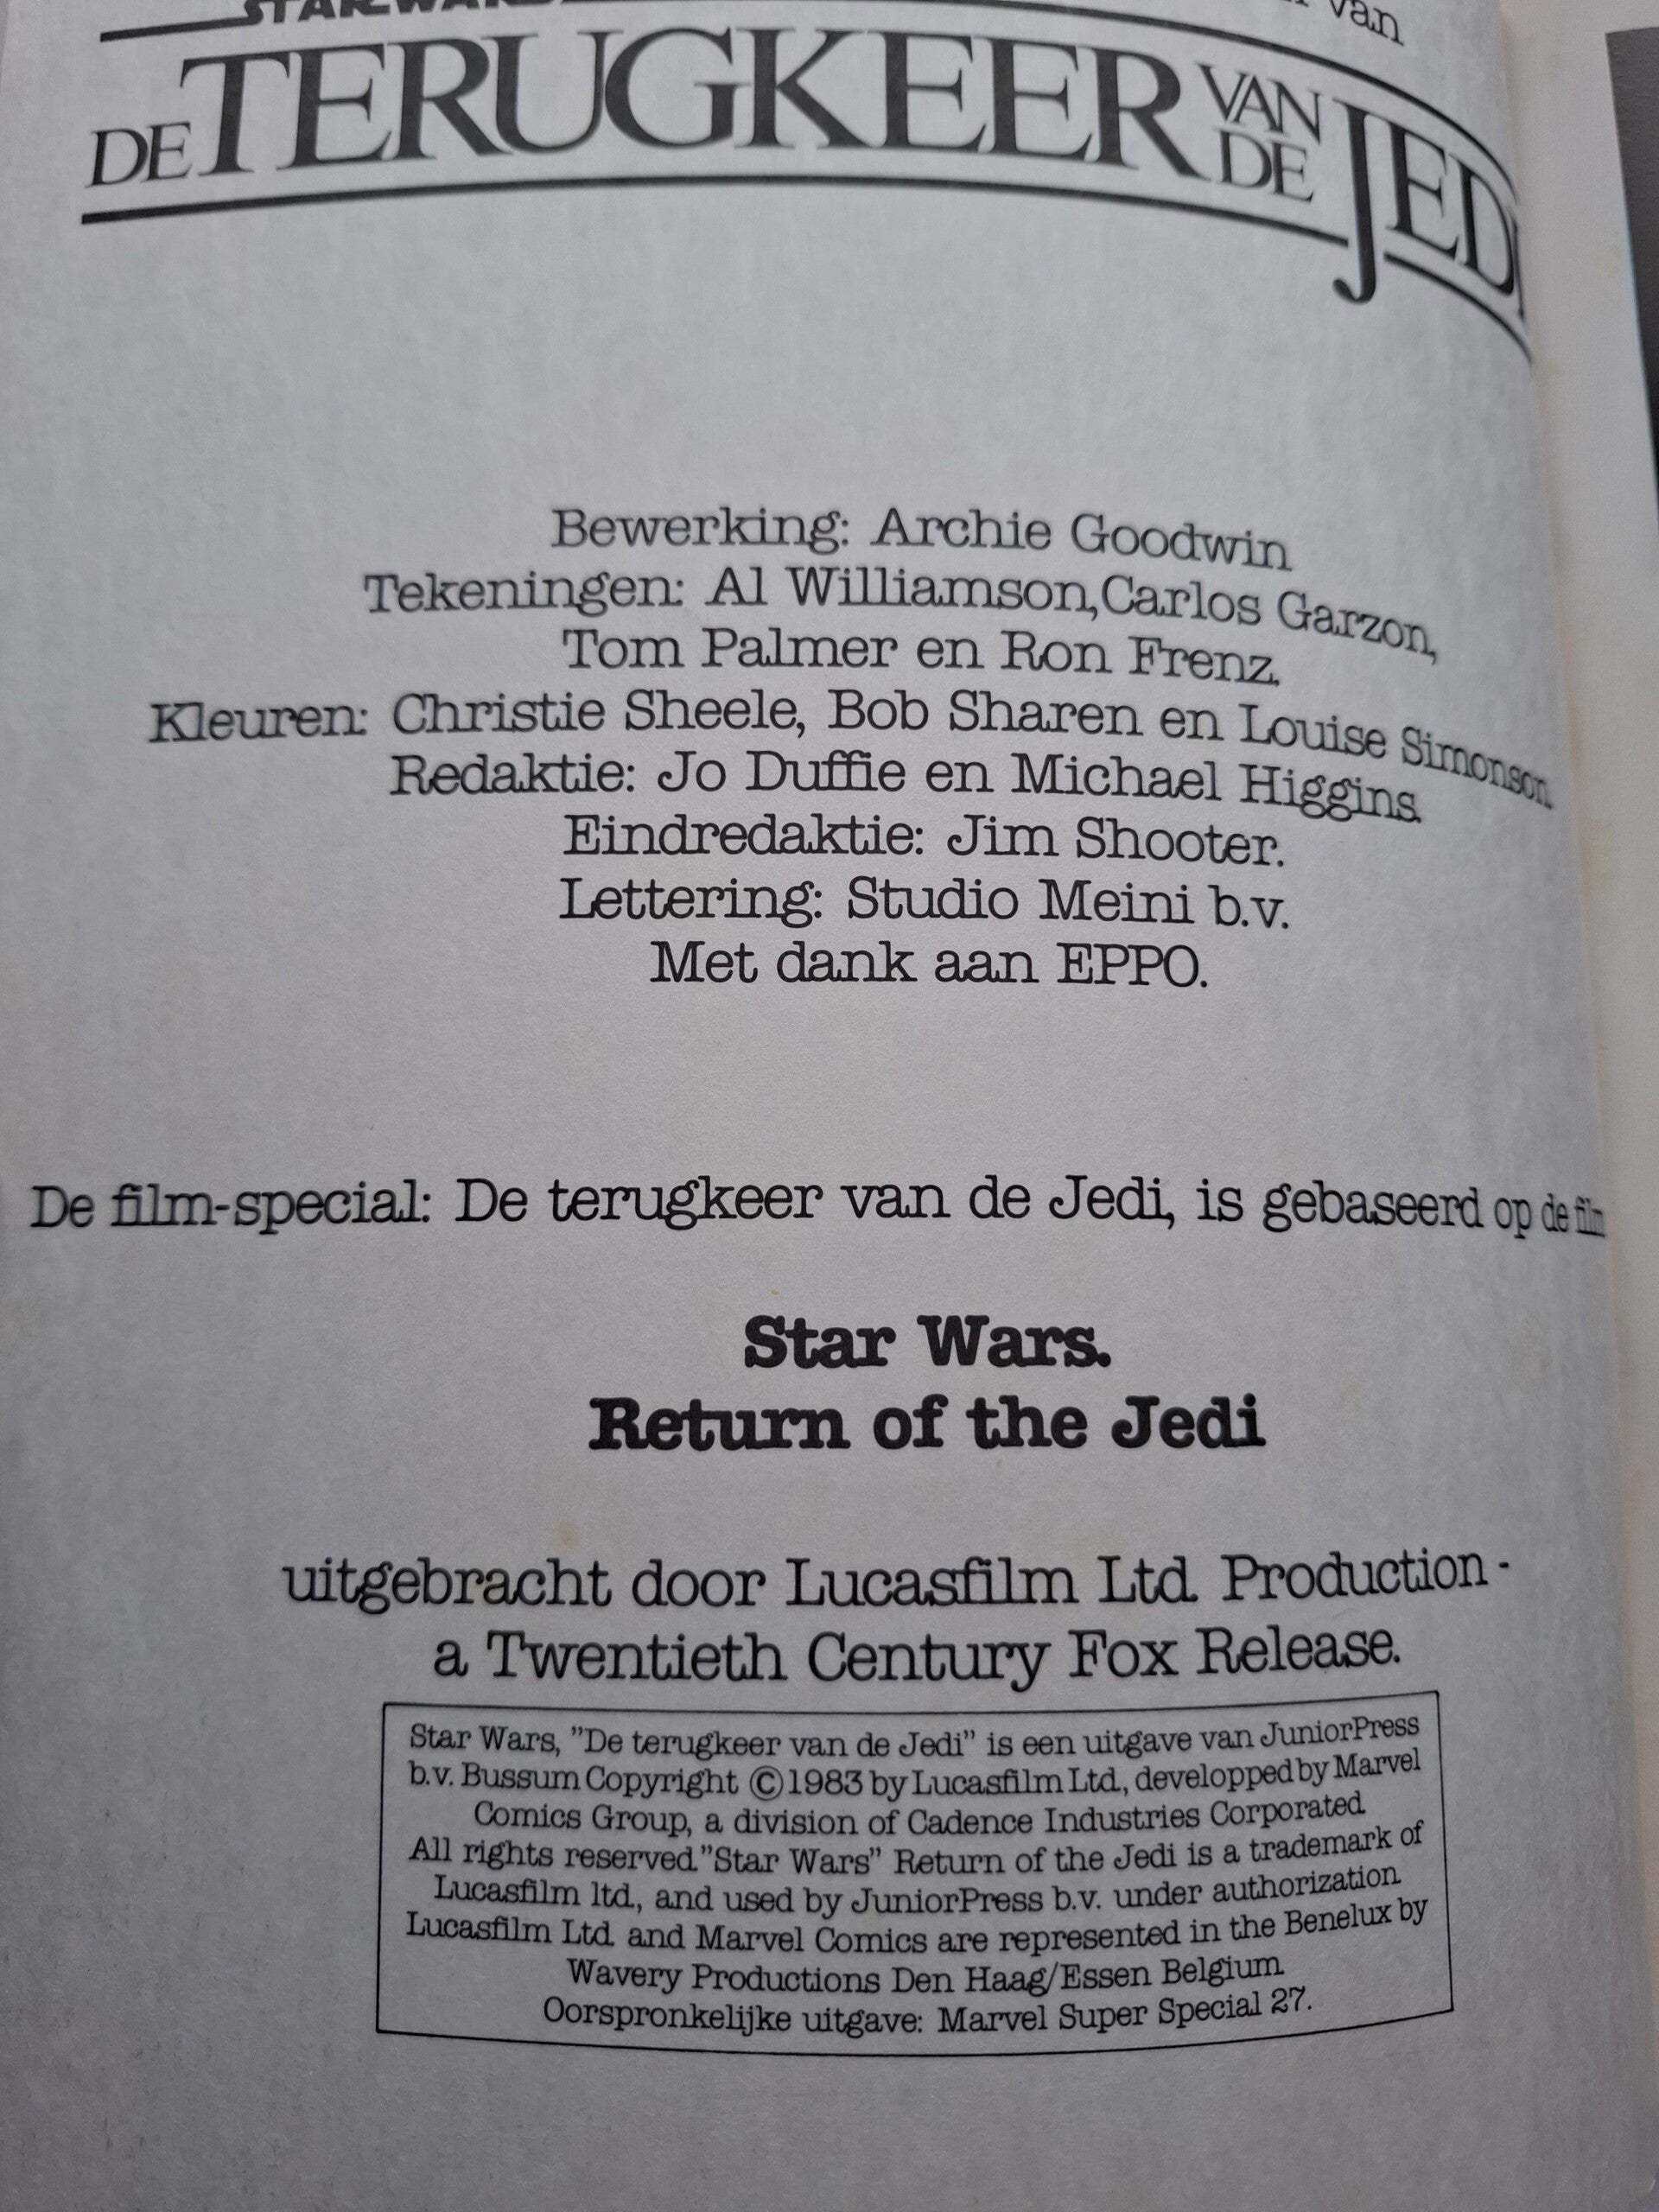 STAR WARS
van
DE TERUGKEER VAN DE JEDI
Bewerking: Archie Goodwin
Tekeningen: Al Williamson, Carlos Garzon,
Tom Palmer en Ron Frenz.
Kleuren: Christie Sheele, Bob Sharen en Louise Simonson.
Redaktie: Jo Duffie en Michael Higgins.
Eindredaktie: Jim Shooter.
Lettering: Studio Meini b.v.
Met dank aan EPPO.
De film-special: De terugkeer van de Jedi, is gebaseerd op de film
Star Wars.
Return of the Jedi
uitgebracht door Lucasfilm Ltd. Production -
a Twentieth Century Fox Release.
Star Wars, "De terugkeer van de Jedi" is een uitgave van JuniorPress
b.v. Bussum Copyright ©1983 by Lucasfilm Ltd., developped by Marvel
Comics Group, a division of Cadence Industries Corporated.
All rights reserved. "Star Wars" Return of the Jedi is a trademark of
Lucasfilm ltd., and used by JuniorPress b.v. under authorization.
Lucasfilm Ltd. and Marvel Comics are represented in the Benelux by
Wavery Productions Den Haag/Essen Belgium.
Oorspronkelijke uitgave: Marvel Super Special 27.